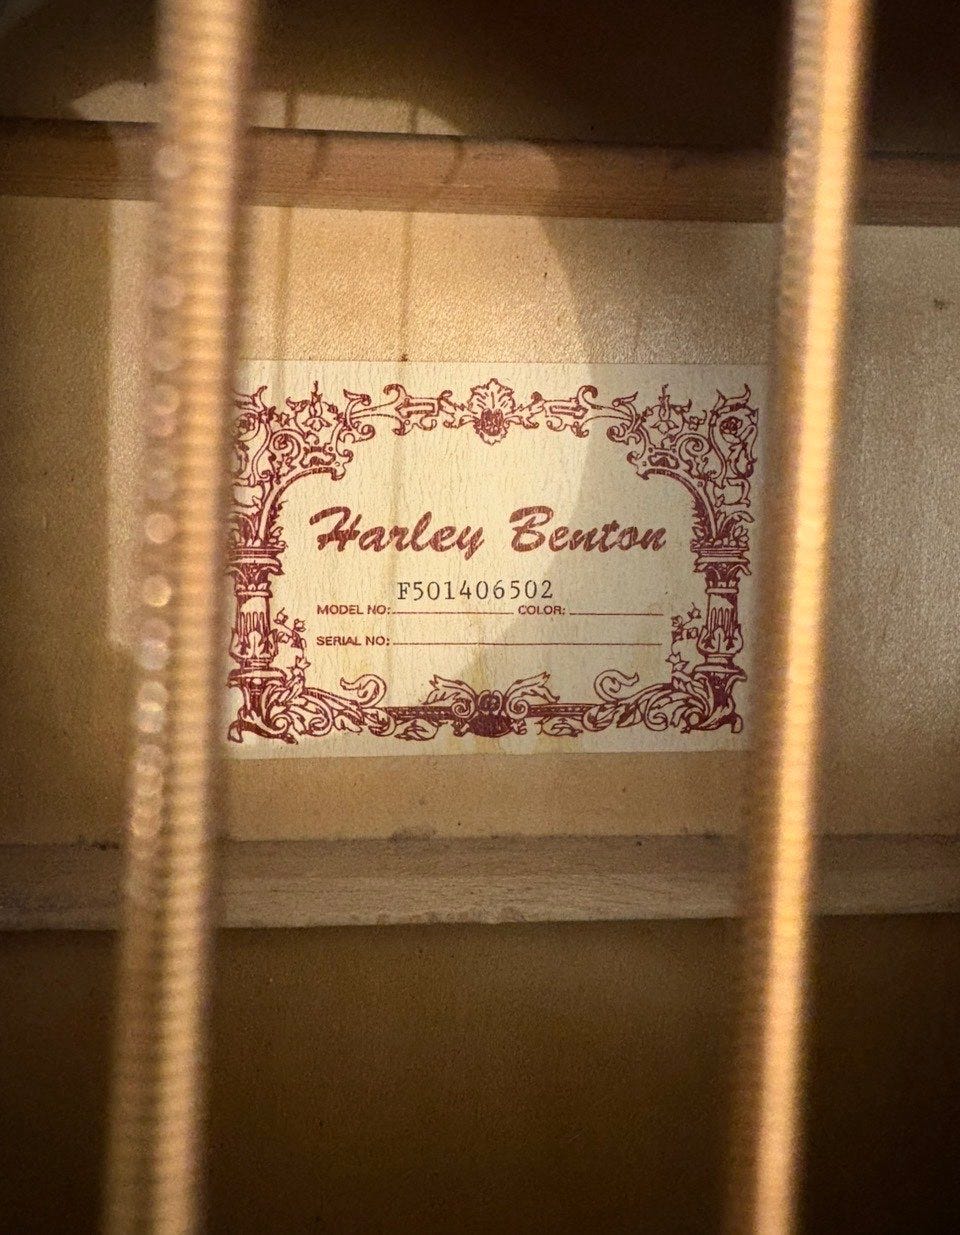 Harley Benton
F501406502
MODEL NO: COLOR:
SERIAL NO: